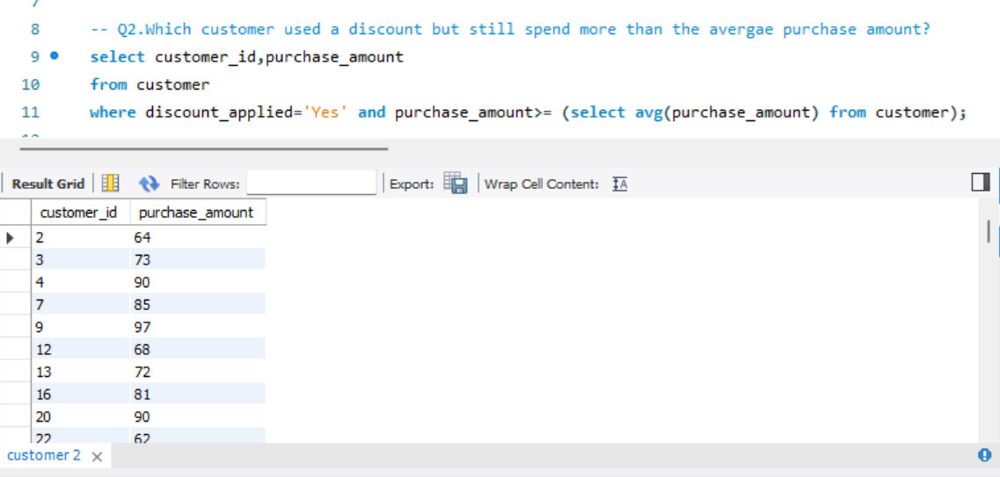 8 -- Q2.Which customer used a discount but still spend more than the avergae purchase amount?
9 select customer_id,purchase_amount
10 from customer
11 where discount_applied='Yes' and purchase_amount>= (select avg(purchase_amount) from customer);
Result Grid Filter Rows: Export: Wrap Cell Content: IA
customer_id purchase_amount
2 64
3 73
4 90
7 85
9 97
12 68
13 72
16 81
20 90
22 62
customer 2 ×